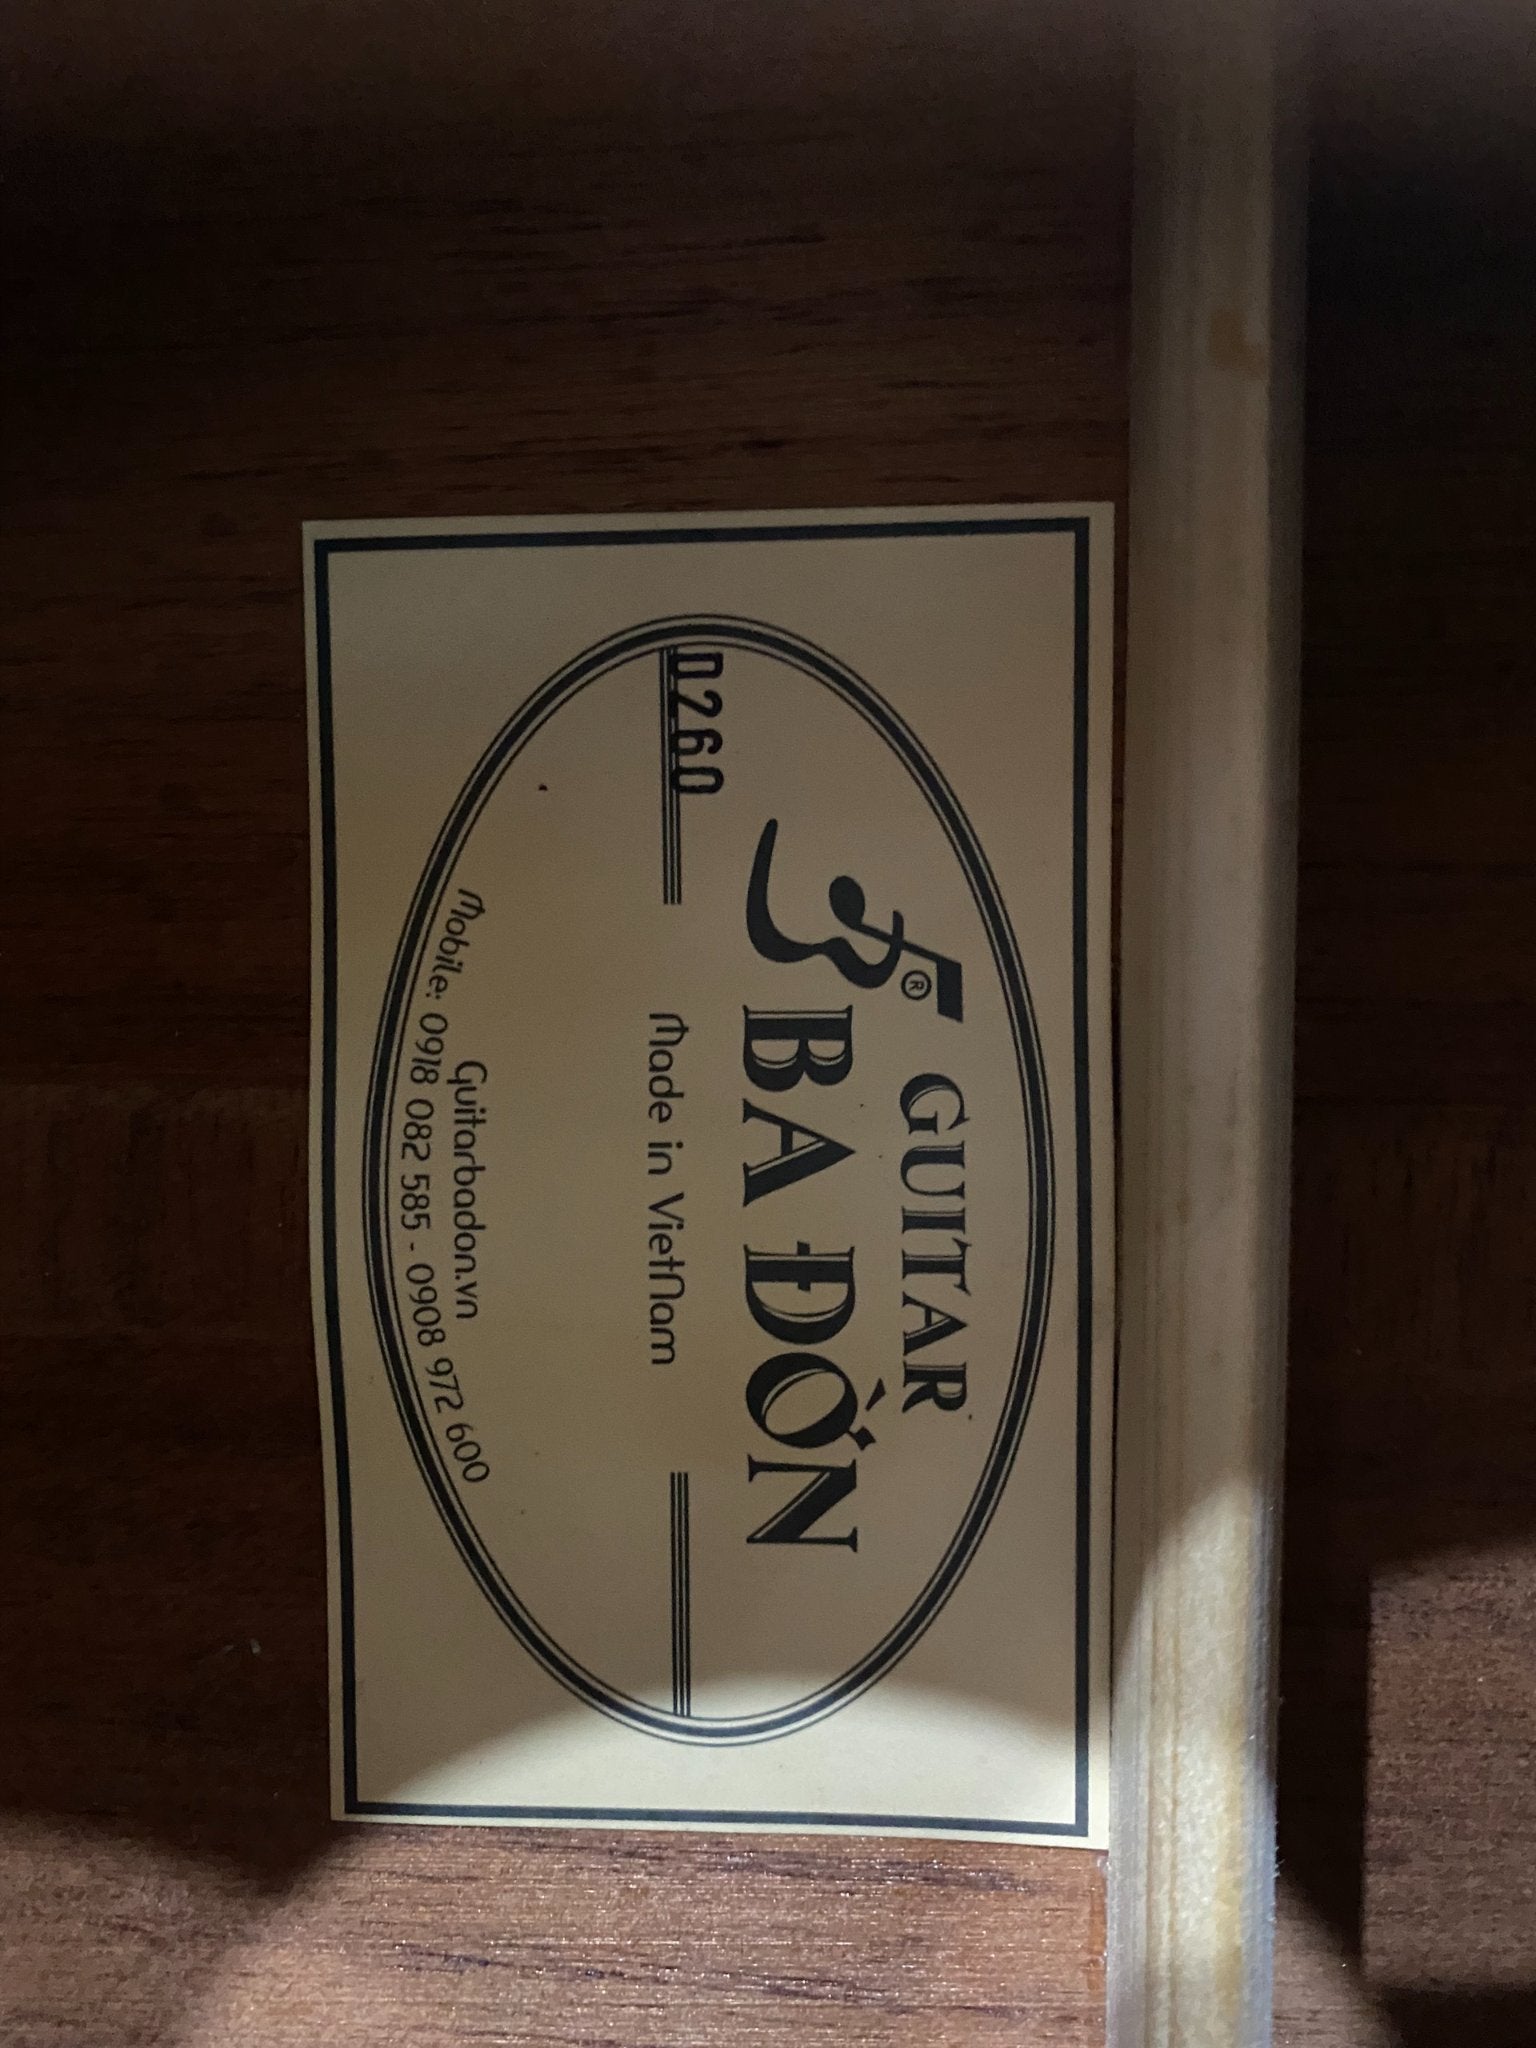 GUITAR
® BA ĐỜN
D260
Made in VietNam
Guitarbadon.vn
Mobile: 0918 082 585 - 0908 972 600